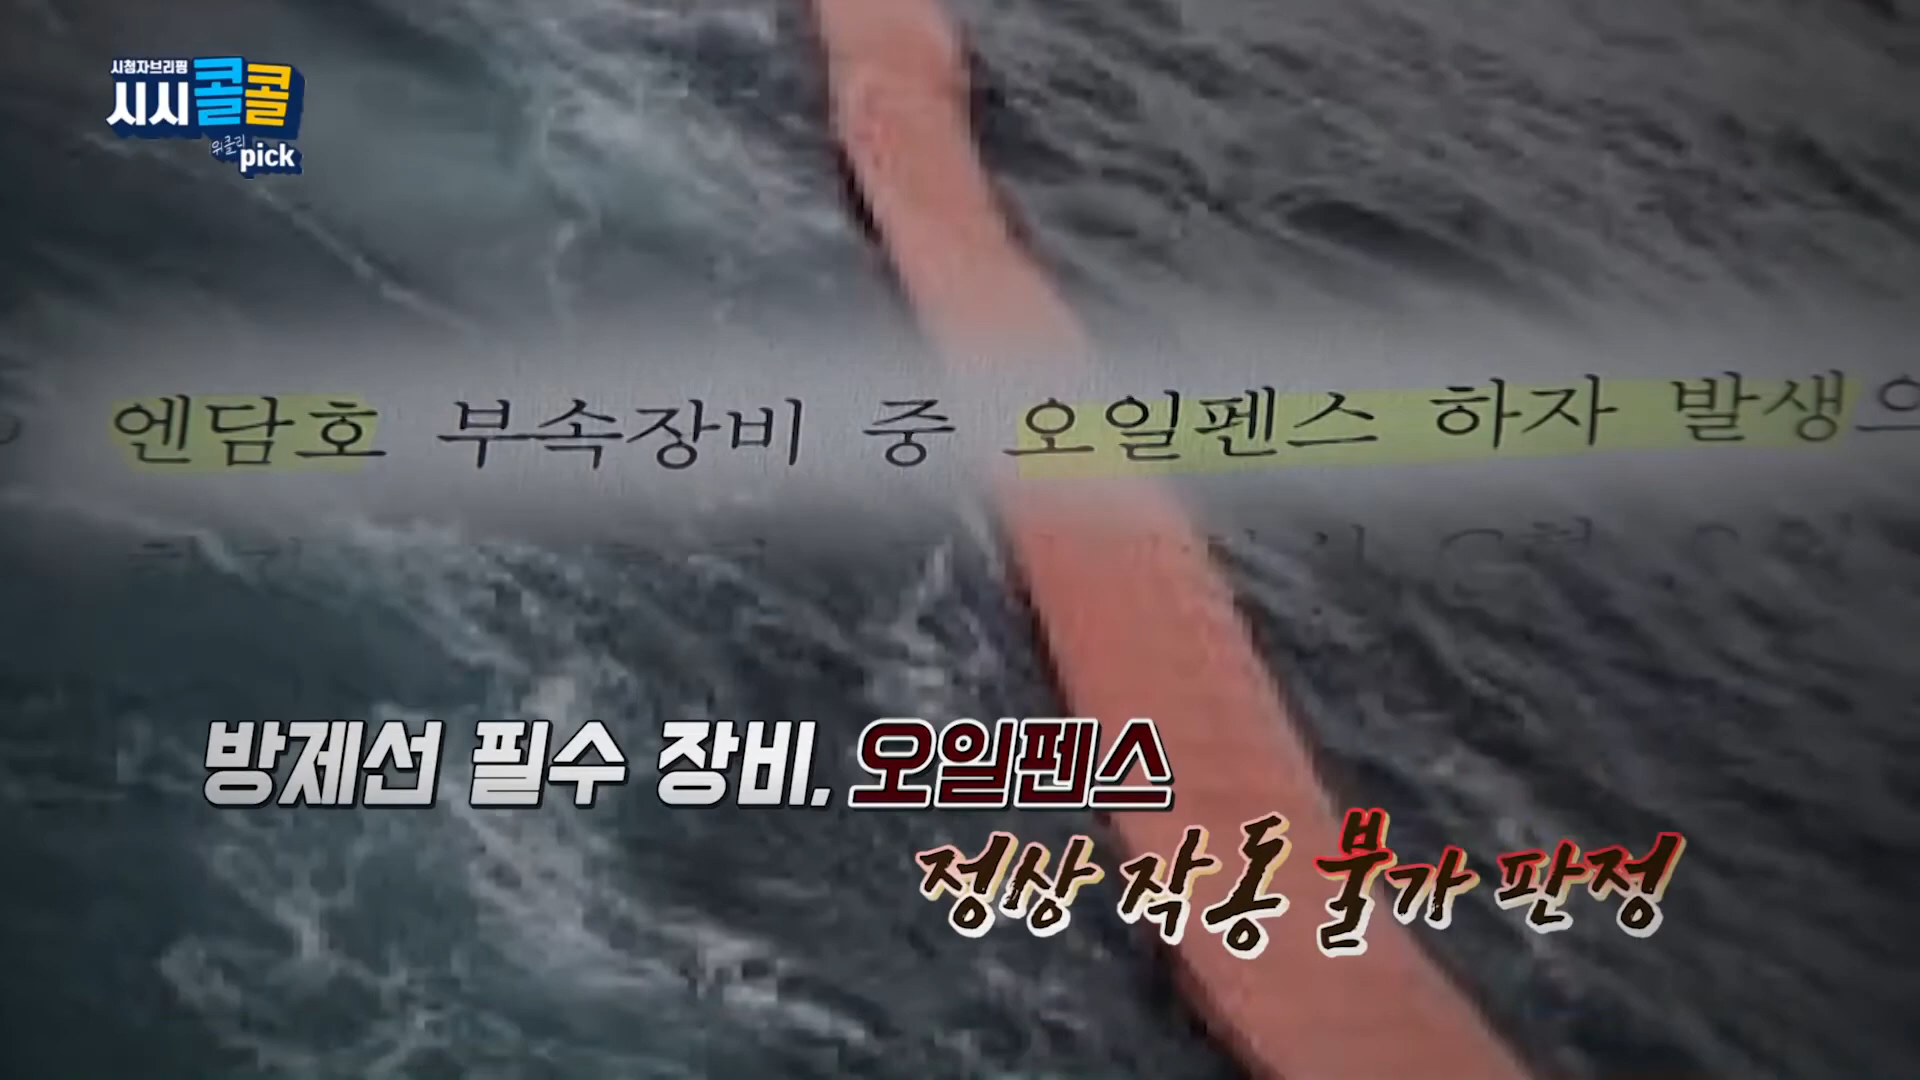 시청자브리핑
시시콜콜
위클리
pick
엔담호 부속장비 중 오일펜스 하자 발생으
방제선 필수 장비, 오일펜스
정상 작동 불가 판정